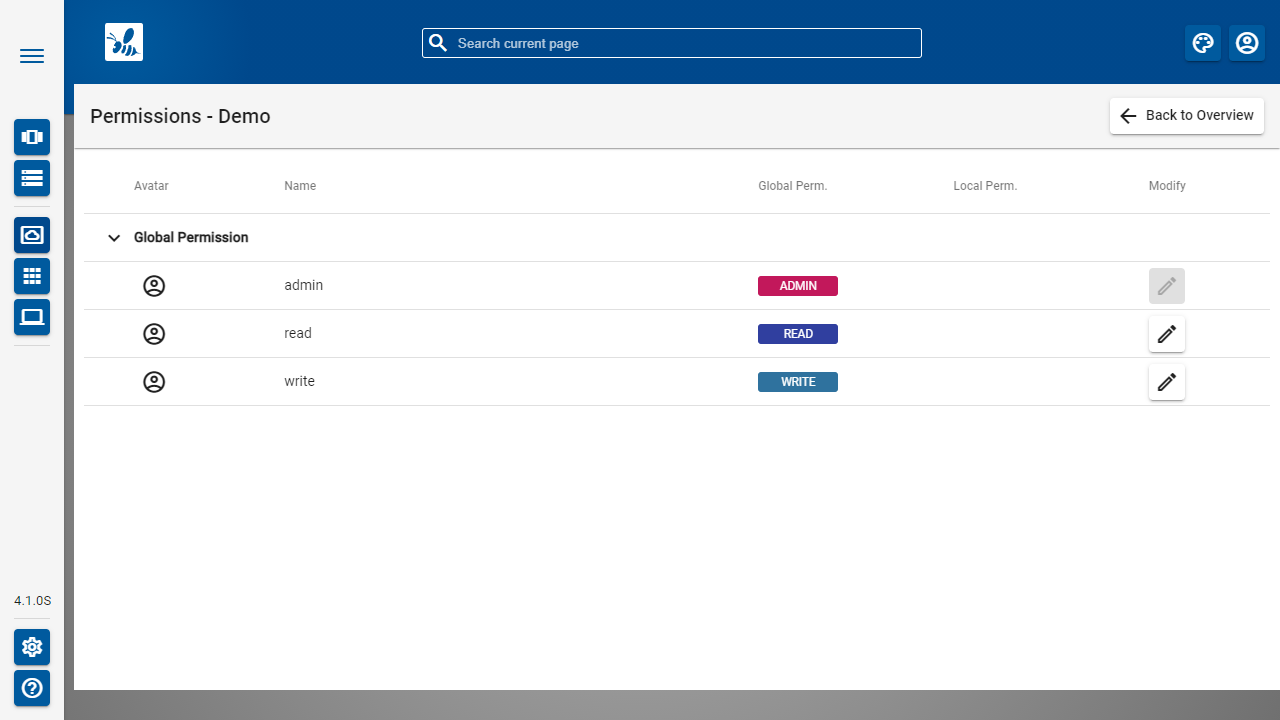 Search current page
Permissions - Demo
Back to Overview
Avatar Name Global Perm. Local Perm. Modify
Global Permission
admin ADMIN
read READ
write WRITE
4.1.0S